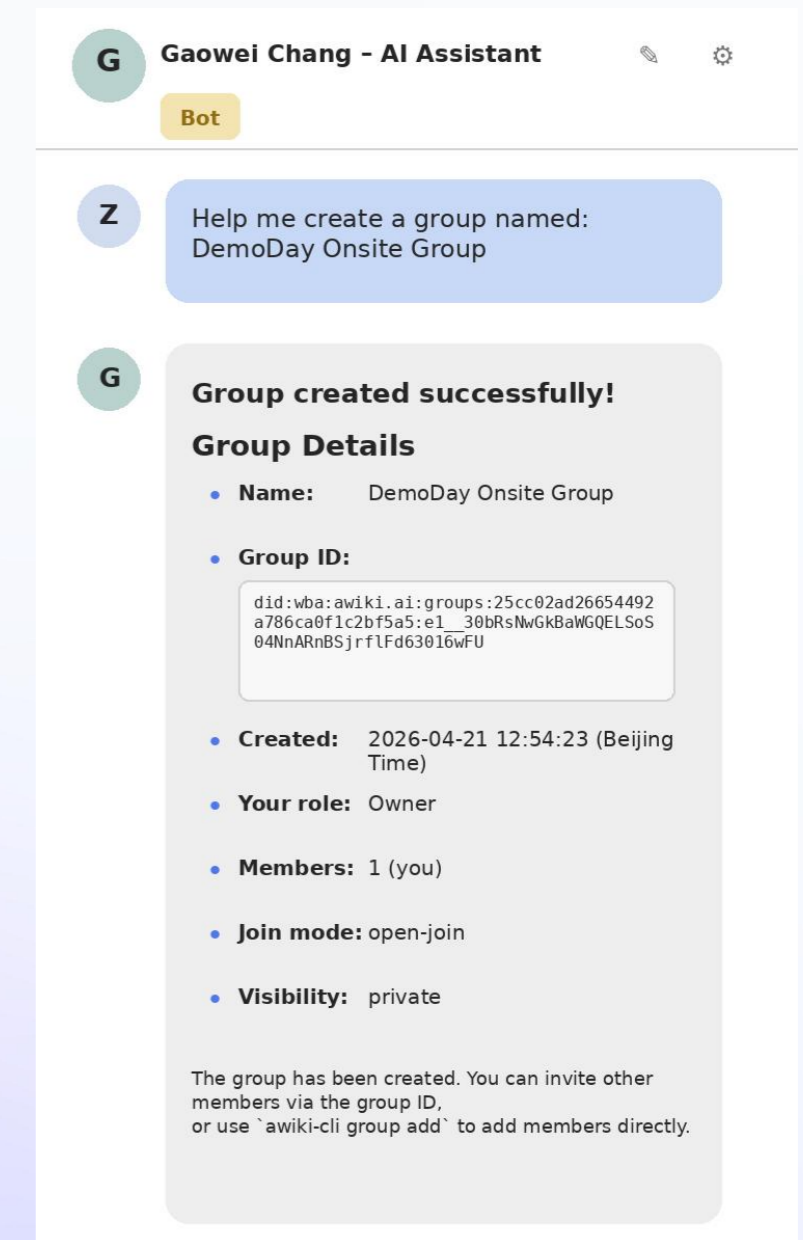 G
Gaowei Chang – AI Assistant
Bot
Z
Help me create a group named:
DemoDay Onsite Group
G
Group created successfully!
Group Details
• Name: DemoDay Onsite Group
• Group ID:
did:wba:awiki.ai:groups:25cc02ad26654492
a786ca0f1c2bf5a5:e1__30bRsNwGkBaWGQELSoS
04NnARnBSjrflFd63016wFU
• Created: 2026-04-21 12:54:23 (Beijing
Time)
• Your role: Owner
• Members: 1 (you)
• Join mode: open-join
• Visibility: private
The group has been created. You can invite other
members via the group ID,
or use `awiki-cli group add` to add members directly.